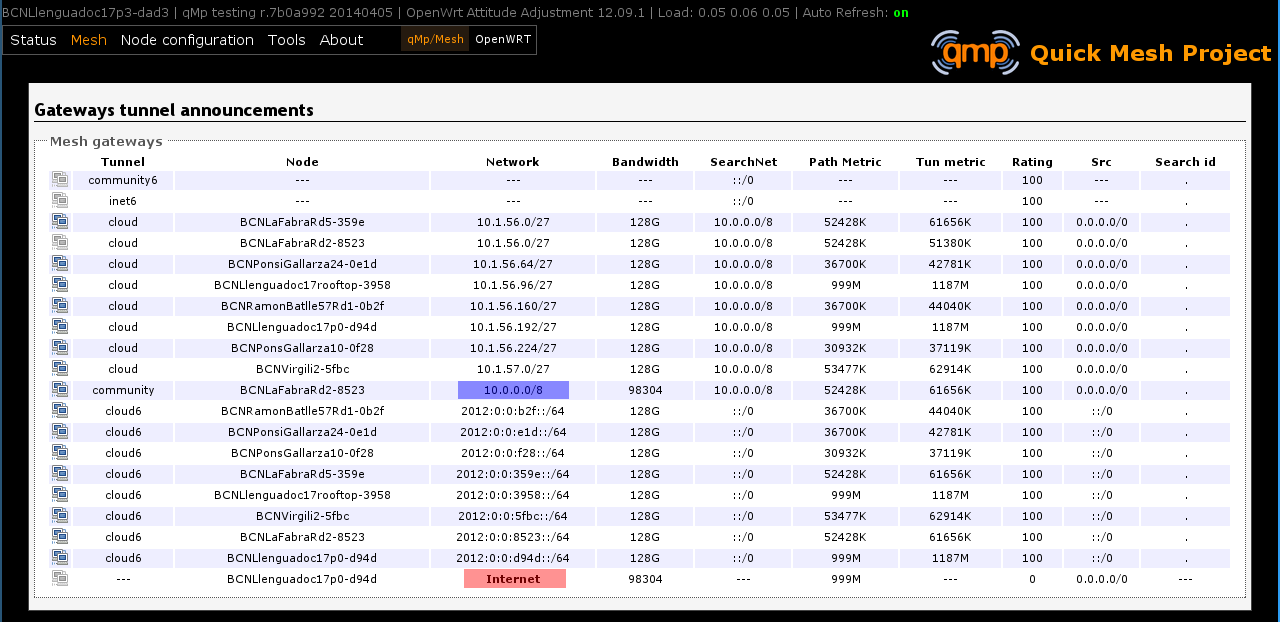 BCNLlenguadoc17p3-dad3 | qMp testing r.7b0a992 20140405 | OpenWrt Attitude Adjustment 12.09.1 | Load: 0.05 0.06 0.05 | Auto Refresh: on
Status Mesh Node configuration Tools About qMp/Mesh OpenWRT
qmp Quick Mesh Project
Gateways tunnel announcements
Mesh gateways
Tunnel Node Network Bandwidth SearchNet Path Metric Tun metric Rating Src Search id
community6 --- --- --- ::/0 --- --- 100 --- .
inet6 --- --- --- ::/0 --- --- 100 --- .
cloud BCNLaFabraRd5-359e 10.1.56.0/27 128G 10.0.0.0/8 52428K 61656K 100 0.0.0.0/0 .
cloud BCNLaFabraRd2-8523 10.1.56.0/27 128G 10.0.0.0/8 52428K 51380K 100 0.0.0.0/0 .
cloud BCNPonsiGallarza24-0e1d 10.1.56.64/27 128G 10.0.0.0/8 36700K 42781K 100 0.0.0.0/0 .
cloud BCNLlenguadoc17rooftop-3958 10.1.56.96/27 128G 10.0.0.0/8 999M 1187M 100 0.0.0.0/0 .
cloud BCNRamonBatlle57Rd1-0b2f 10.1.56.160/27 128G 10.0.0.0/8 36700K 44040K 100 0.0.0.0/0 .
cloud BCNLlenguadoc17p0-d94d 10.1.56.192/27 128G 10.0.0.0/8 999M 1187M 100 0.0.0.0/0 .
cloud BCNPonsGallarza10-0f28 10.1.56.224/27 128G 10.0.0.0/8 30932K 37119K 100 0.0.0.0/0 .
cloud BCNVirgili2-5fbc 10.1.57.0/27 128G 10.0.0.0/8 53477K 62914K 100 0.0.0.0/0 .
community BCNLaFabraRd2-8523 10.0.0.0/8 98304 10.0.0.0/8 52428K 61656K 100 0.0.0.0/0 .
cloud6 BCNRamonBatlle57Rd1-0b2f 2012:0:0:b2f::/64 128G ::/0 36700K 44040K 100 ::/0 .
cloud6 BCNPonsiGallarza24-0e1d 2012:0:0:e1d::/64 128G ::/0 36700K 42781K 100 ::/0 .
cloud6 BCNPonsGallarza10-0f28 2012:0:0:f28::/64 128G ::/0 30932K 37119K 100 ::/0 .
cloud6 BCNLaFabraRd5-359e 2012:0:0:359e::/64 128G ::/0 52428K 61656K 100 ::/0 .
cloud6 BCNLlenguadoc17rooftop-3958 2012:0:0:3958::/64 128G ::/0 999M 1187M 100 ::/0 .
cloud6 BCNVirgili2-5fbc 2012:0:0:5fbc::/64 128G ::/0 53477K 62914K 100 ::/0 .
cloud6 BCNLaFabraRd2-8523 2012:0:0:8523::/64 128G ::/0 52428K 61656K 100 ::/0 .
cloud6 BCNLlenguadoc17p0-d94d 2012:0:0:d94d::/64 128G ::/0 999M 1187M 100 ::/0 .
--- BCNLlenguadoc17p0-d94d Internet 98304 --- 999M --- 0 0.0.0.0/0 ---